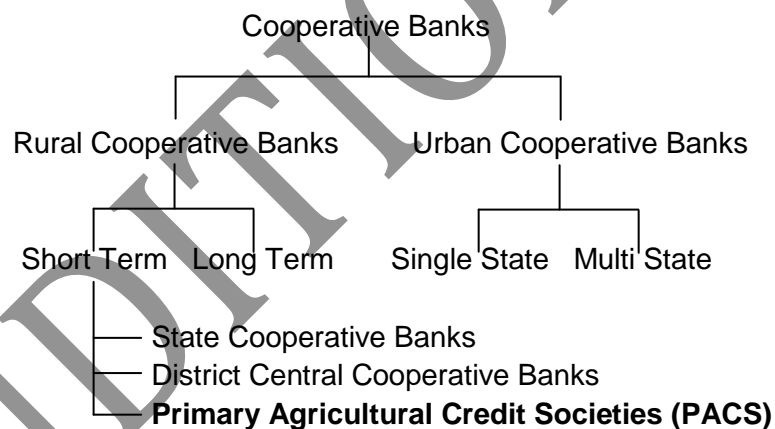 Cooperative Banks
Rural Cooperative Banks Urban Cooperative Banks
Short Term Long Term Single State Multi State
State Cooperative Banks
District Central Cooperative Banks
Primary Agricultural Credit Societies (PACS)